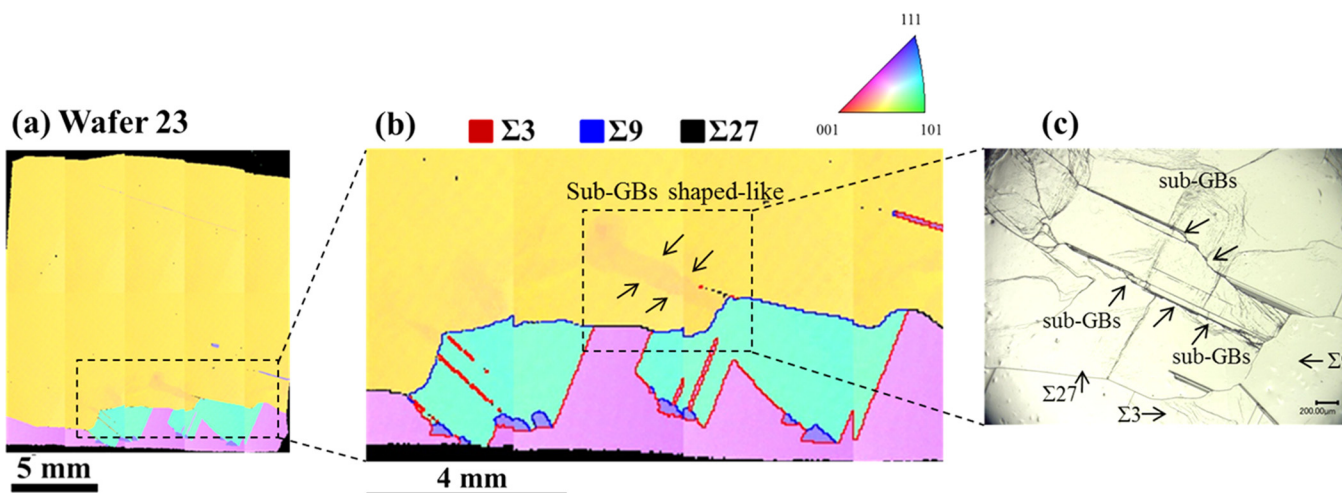 (a) Wafer 23
5 mm
(b)
Σ3
Σ9
Σ27
111
001
101
Sub-GBs shaped-like
4 mm
(c)
sub-GBs
sub-GBs
sub-GBs
Σ
Σ27
Σ3
200.00μm